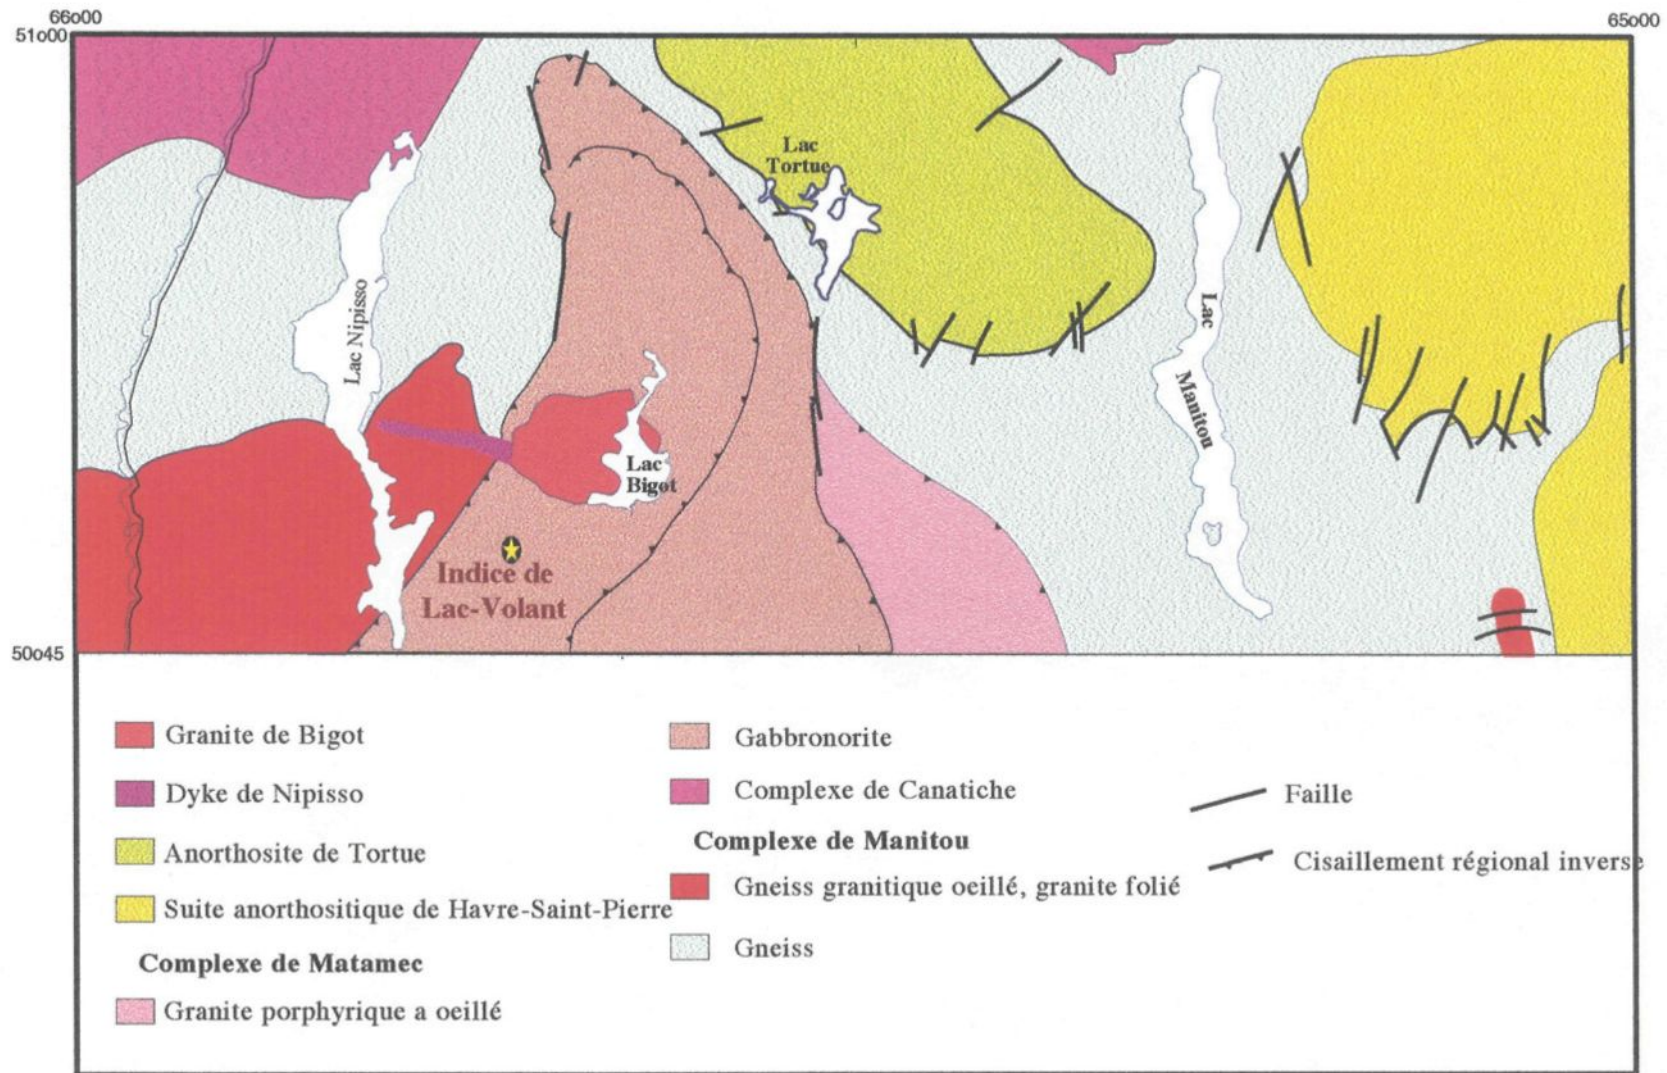 66o00
65o00
51o00
Lac
Tortue
Lac Nipisso
Lac
Manitou
Lac
Bigot
Indice de
Lac-Volant
50o45
Granite de Bigot
Dyke de Nipisso
Anorthosite de Tortue
Suite anorthositique de Havre-Saint-Pierre
Complexe de Matamec
Granite porphyrique a oeillé
Gabbronorite
Complexe de Canatiche
Complexe de Manitou
Gneiss granitique oeillé, granite folié
Gneiss
Faille
Cisaillement régional inverse